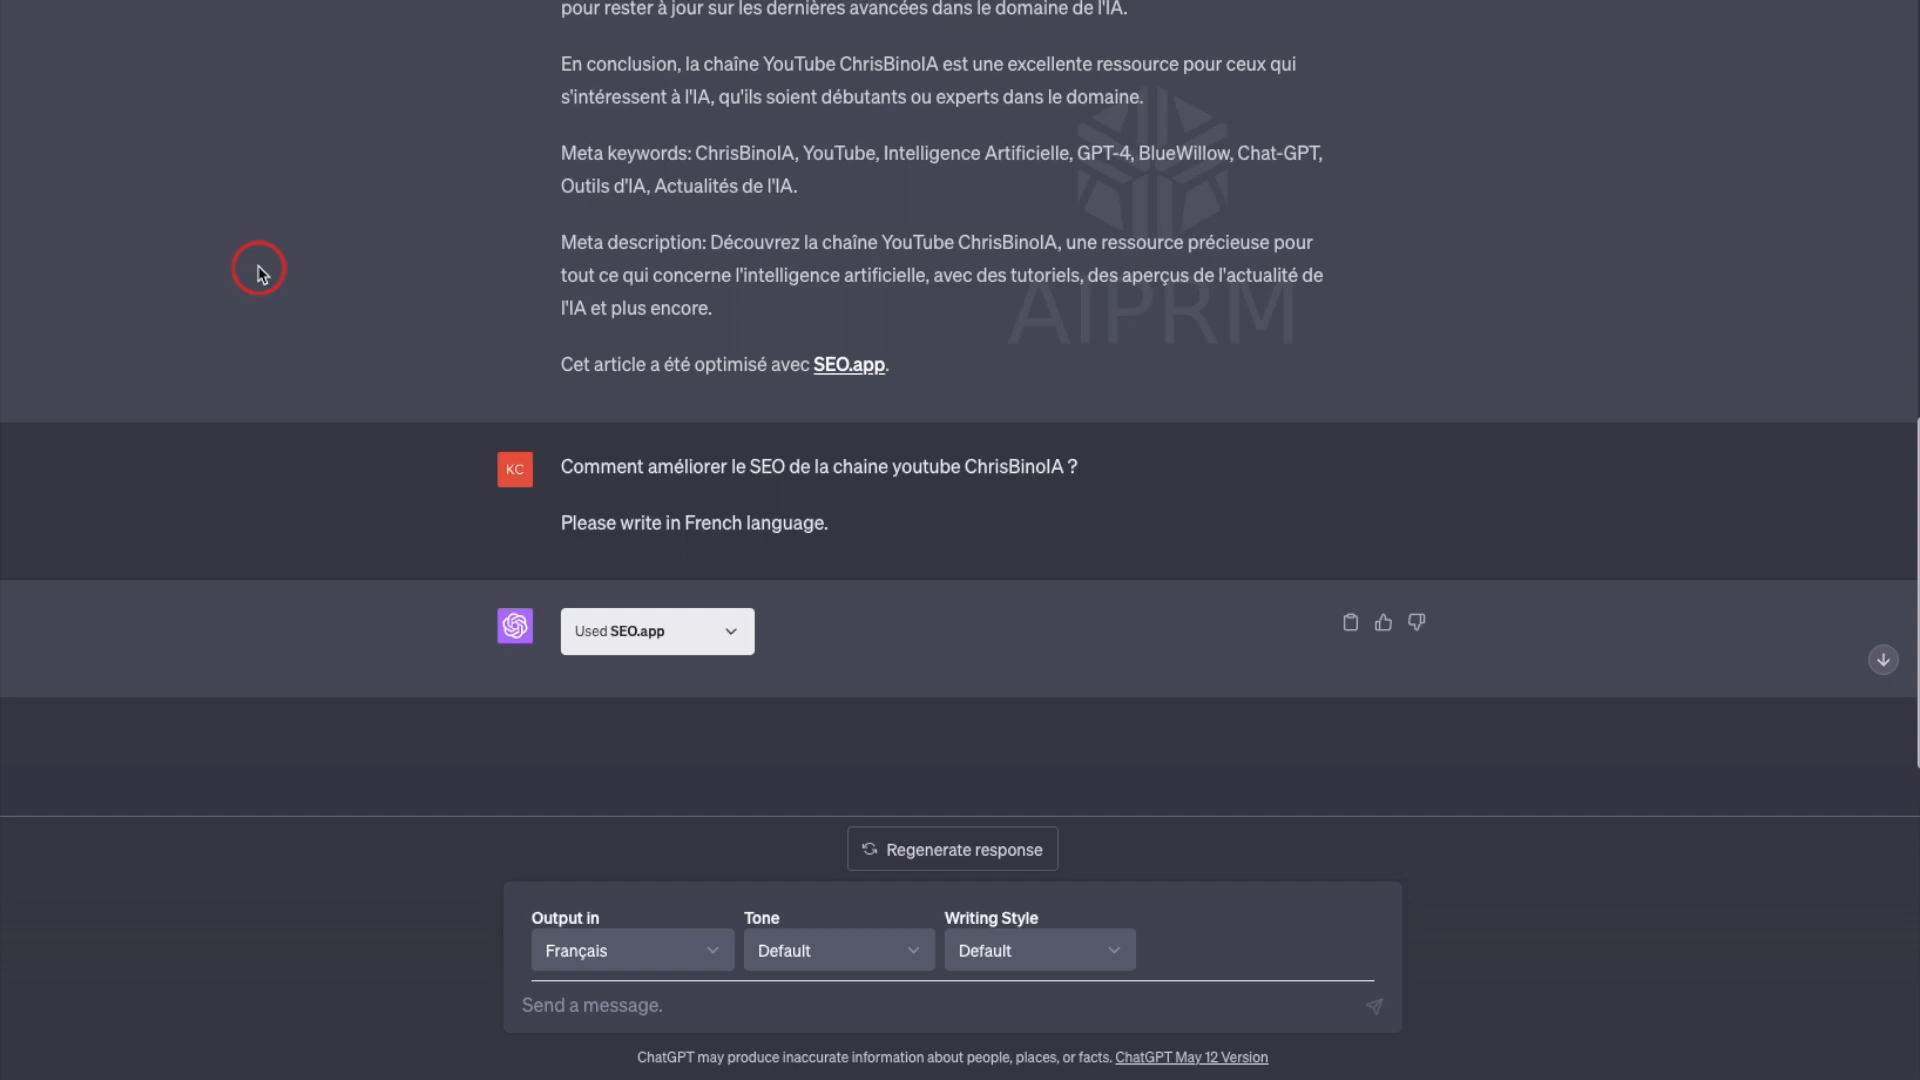 pour rester à jour sur les dernières avancées dans le domaine de l'IA.
En conclusion, la chaîne YouTube ChrisBinoIA est une excellente ressource pour ceux qui
s'intéressent à l'IA, qu'ils soient débutants ou experts dans le domaine.
Meta keywords: ChrisBinoIA, YouTube, Intelligence Artificielle, GPT-4, BlueWillow, Chat-GPT,
Outils d'IA, Actualités de l'IA.
Meta description: Découvrez la chaîne YouTube ChrisBinoIA, une ressource précieuse pour
tout ce qui concerne l'intelligence artificielle, avec des tutoriels, des aperçus de l'actualité de
l'IA et plus encore.
AIPRM
Cet article a été optimisé avec SEO.app.
KC
Comment améliorer le SEO de la chaine youtube ChrisBinoIA ?
Please write in French language.
Used SEO.app
Regenerate response
Output in Tone Writing Style
Français Default Default
Send a message.
ChatGPT may produce inaccurate information about people, places, or facts. ChatGPT May 12 Version